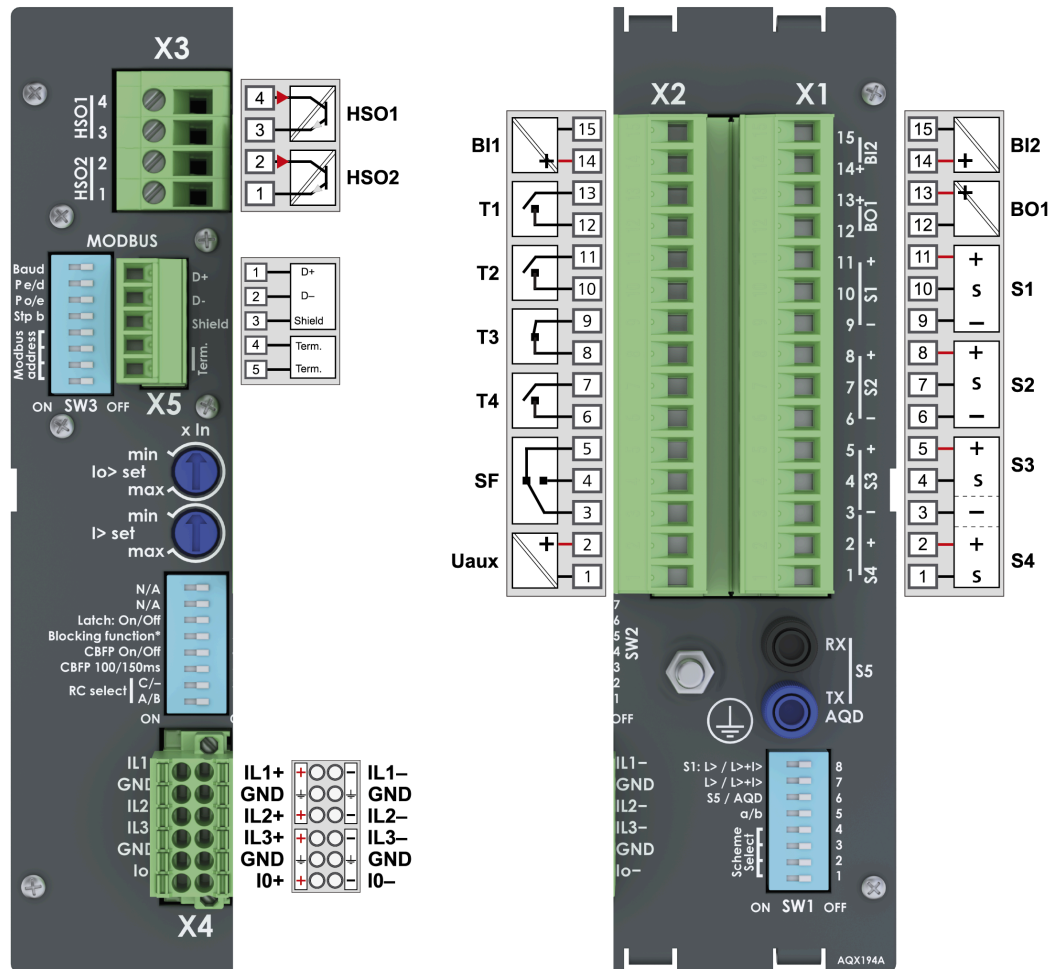 X3
HSO1
4
3
HSO2
2
1
4
3
HSO1
2
1
HSO2
MODBUS
Baud
P e/d
P o/e
Stp b
Modbus
address
ON SW3 OFF
D+
D-
Shield
Term.
X5
1 D+
2 D–
3 Shield
4 Term.
5 Term.
x In
min
Io> set
max
min
I> set
max
N/A
N/A
Latch: On/Off
Blocking function*
CBFP On/Off
CBFP 100/150ms
RC select
C/–
A/B
ON
IL1
GND
IL2
IL3
GND
Io
X4
IL1+ + - IL1–
GND GND
IL2+ + - IL2–
IL3+ + - IL3–
GND GND
I0+ + - I0–
X2
X1
BI1
15
+ 14
T1
13
12
T2
11
10
T3
9
8
T4
7
6
SF
5
4
3
Uaux
+ 2
1
15
14+
BI2
13+
12
BO1
11 +
10
9 –
S1
8 +
7
6 –
S2
5 +
4
3 –
S3
2 +
1
S4
15
14 +
BI2
13 +
12
BO1
11 +
10 S
9 –
S1
8 +
7 S
6 –
S2
5 +
4 S
3 –
S3
2 +
1 S
S4
7
6
5
4
3
2
1
SW2
OFF
RX
S5
TX
AQD
IL1–
GND
IL2–
IL3–
GND
Io–
S1: L> / L>+I> 8
L> / L>+I> 7
S5 / AQD 6
a/b 5
Scheme
Select
4
3
2
1
ON SW1 OFF
AQX194A